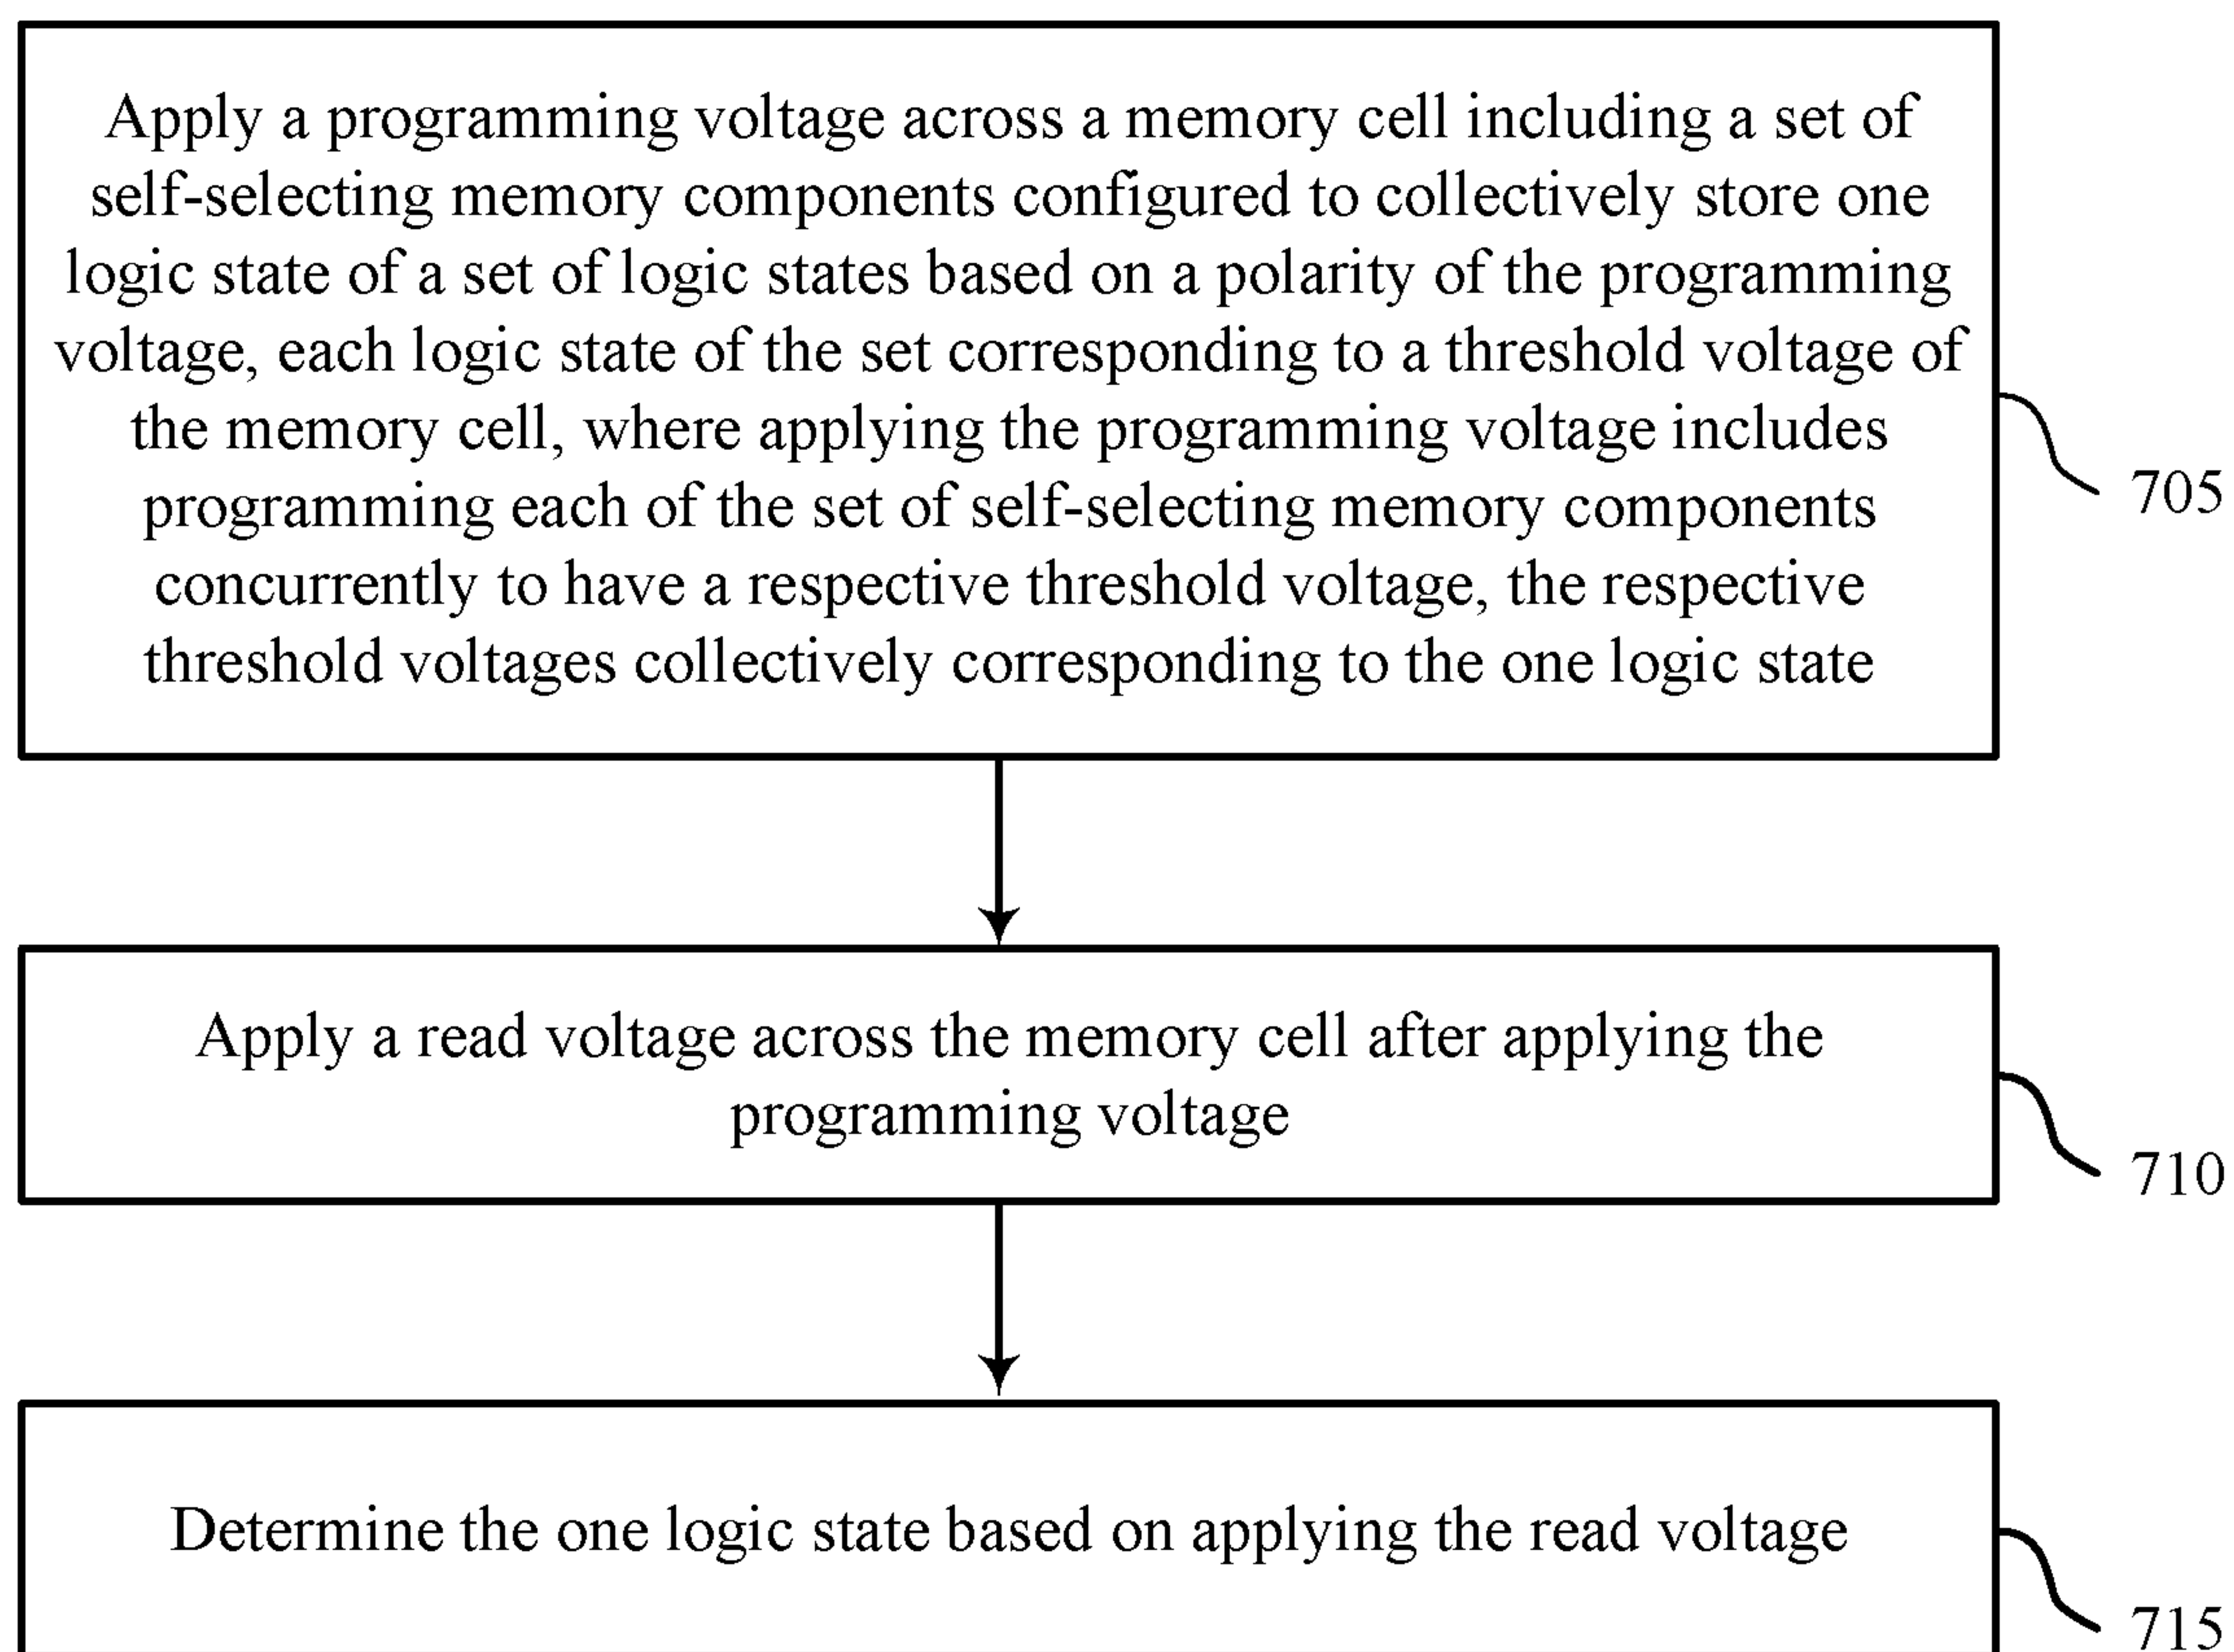 Apply a programming voltage across a memory cell including a set of
self-selecting memory components configured to collectively store one
logic state of a set of logic states based on a polarity of the programming
voltage, each logic state of the set corresponding to a threshold voltage of
the memory cell, where applying the programming voltage includes
programming each of the set of self-selecting memory components
concurrently to have a respective threshold voltage, the respective
threshold voltages collectively corresponding to the one logic state
705
Apply a read voltage across the memory cell after applying the
programming voltage
710
Determine the one logic state based on applying the read voltage
715